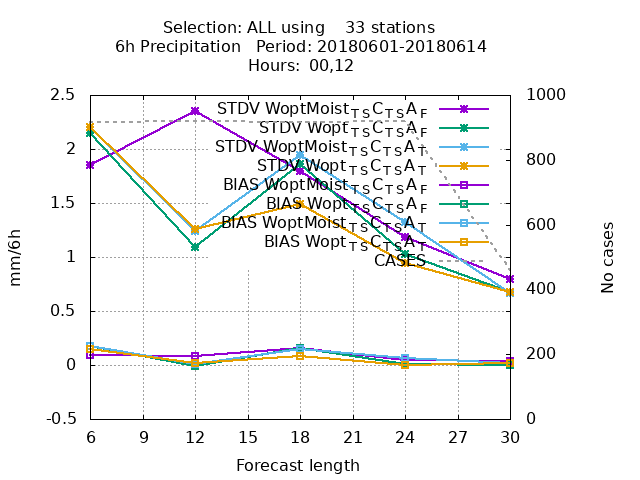 Selection: ALL using 33 stations
6h Precipitation Period: 20180601-20180614
Hours: 00,12
2.5
2
1.5
1
0.5
0
-0.5
mm/6h
1000
800
600
400
200
0
No cases
STDV WoptMoistTSCTSAF
STDV WoptTSCTSAF
STDV WoptMoistTSCTSAT
STDV WoptTSCTSAT
BIAS WoptMoistTSCTSAF
BIAS WoptTSCTSAF
BIAS WoptMoistTSCTSAT
BIAS WoptTSCTSAT
CASES
6 9 12 15 18 21 24 27 30
Forecast length